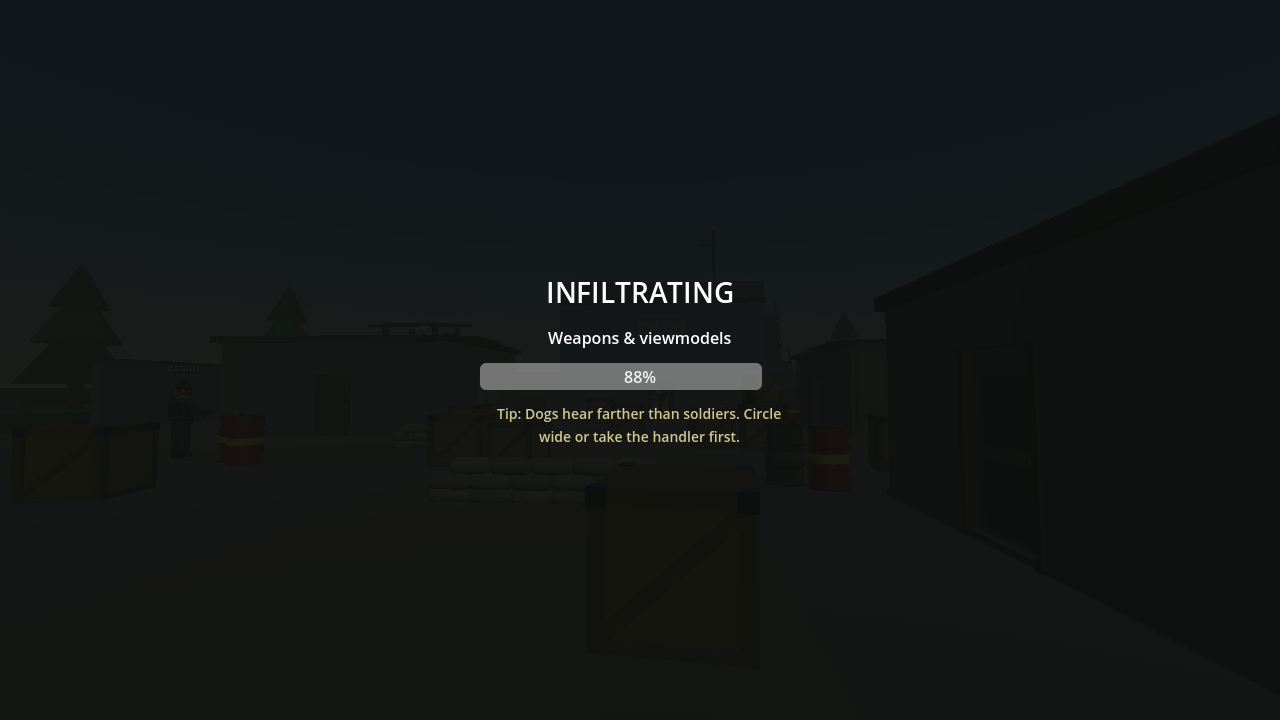 INFILTRATING
Weapons & viewmodels
88%
Tip: Dogs hear farther than soldiers. Circle
wide or take the handler first.